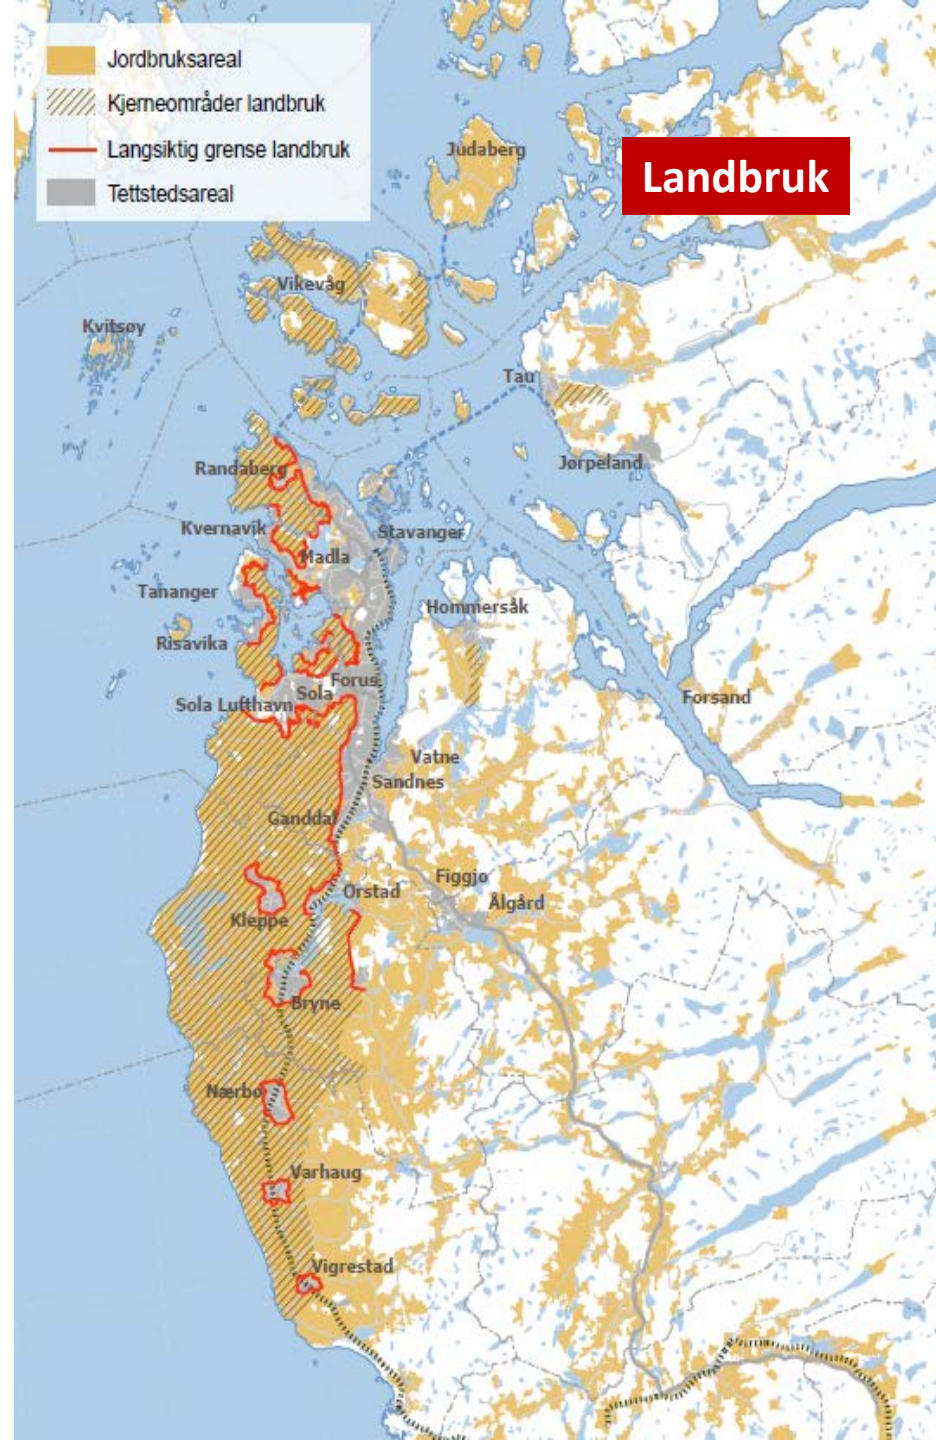 Jordbruksareal
Kjerneområder landbruk
Langsiktig grense landbruk
Tettstedsareal
Landbruk
Judaberg
Vikevåg
Kvitsøy
Tau
Jørpeland
Randaberg
Kvernavik
Stavanger
Madla
Tananger
Hommersåk
Risavika
Forus
Sola
Forsand
Sola Lufthavn
Vatne
Sandnes
Ganddal
Figgjo
Orstad
Ålgård
Kleppe
Bryne
Nærbø
Varhaug
Vigrestad